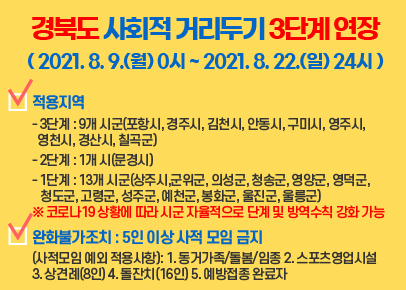 경북도 사회적 거리두기 3단계 연장
( 2021. 8. 9.(월) 0시 ~ 2021. 8. 22.(일) 24시 )
적용지역
- 3단계 : 9개 시군(포항시, 경주시, 김천시, 안동시, 구미시, 영주시,
영천시, 경산시, 칠곡군)
- 2단계 : 1개 시(문경시)
- 1단계 : 13개 시군(상주시,군위군, 의성군, 청송군, 영양군, 영덕군,
청도군, 고령군, 성주군, 예천군, 봉화군, 울진군, 울릉군)
※ 코로나19 상황에 따라 시군 자율적으로 단계 및 방역수칙 강화 가능
완화불가조치 : 5인 이상 사적 모임 금지
(사적모임 예외 적용사항): 1. 동거가족/돌봄/임종 2. 스포츠영업시설
3. 상견례(8인) 4. 돌잔치(16인) 5. 예방접종 완료자